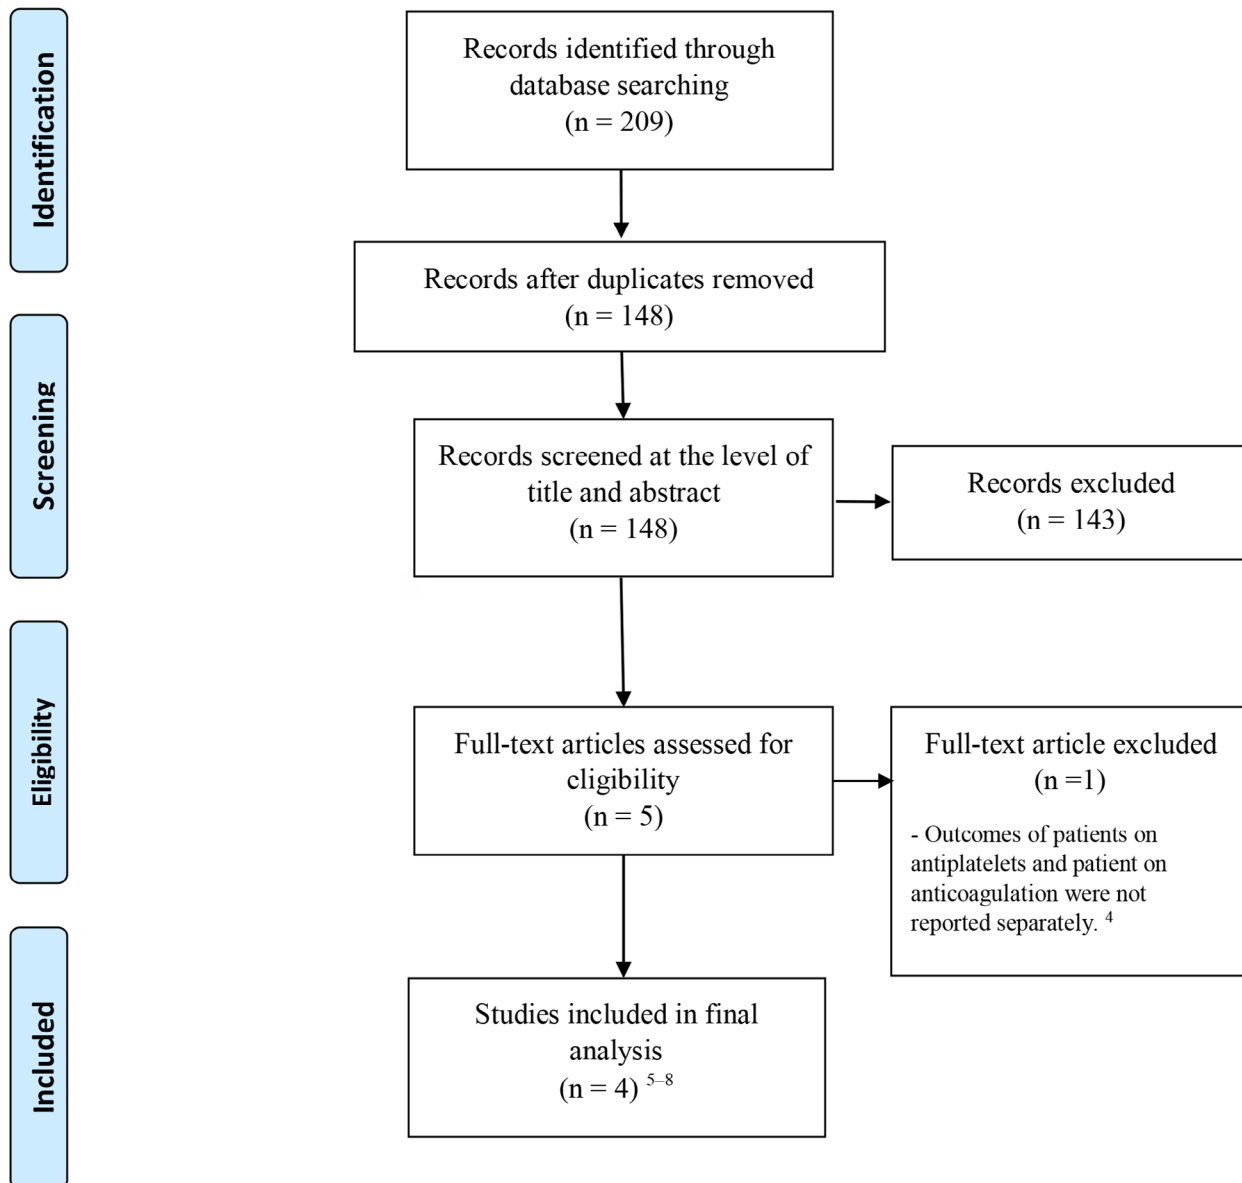 Identification
Records identified through
database searching
(n = 209)
Records after duplicates removed
(n = 148)
Screening
Records screened at the level of
title and abstract
(n = 148)
Records excluded
(n = 143)
Eligibility
Full-text articles assessed for
eligibility
(n = 5)
Full-text article excluded
(n =1)
- Outcomes of patients on
antiplatelets and patient on
anticoagulation were not
reported separately. 4
Included
Studies included in final
analysis
(n = 4) 5–8